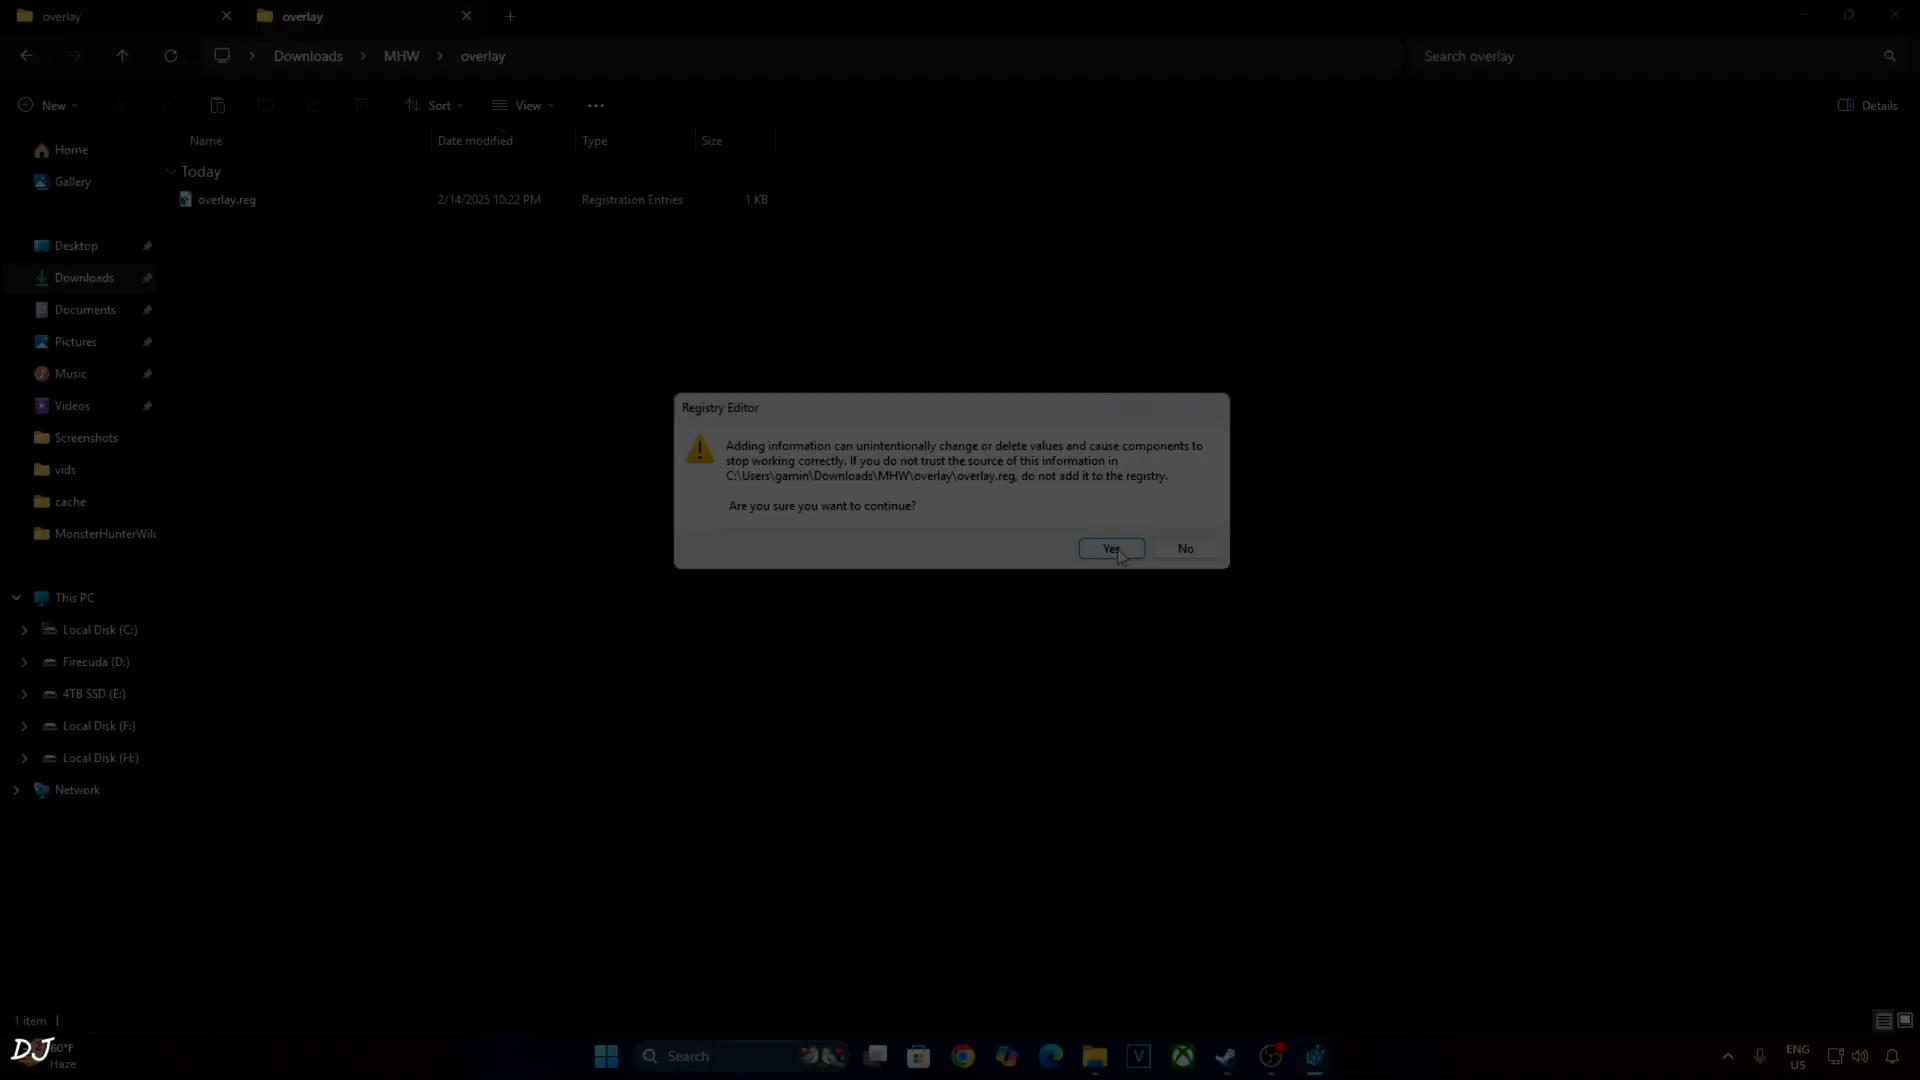 overlay
overlay
Downloads > MHW > overlay
Search overlay
New
Sort
View
Details
Name
Date modified
Type
Size
Today
overlay.reg
2/14/2025 10:22 PM
Registration Entries
1 KB
Home
Gallery
Desktop
Downloads
Documents
Pictures
Music
Videos
Screenshots
vids
cache
MonsterHunterWilc
This PC
Local Disk (C:)
Firecuda (D:)
4TB SSD (E:)
Local Disk (F:)
Local Disk (H:)
Network
Registry Editor
Adding information can unintentionally change or delete values and cause components to
stop working correctly. If you do not trust the source of this information in
C:\Users\gamin\Downloads\MHW\overlay\overlay.reg, do not add it to the registry.
Are you sure you want to continue?
Yes
No
1 item
DJ
60°F
Haze
Search
V
ENG
US